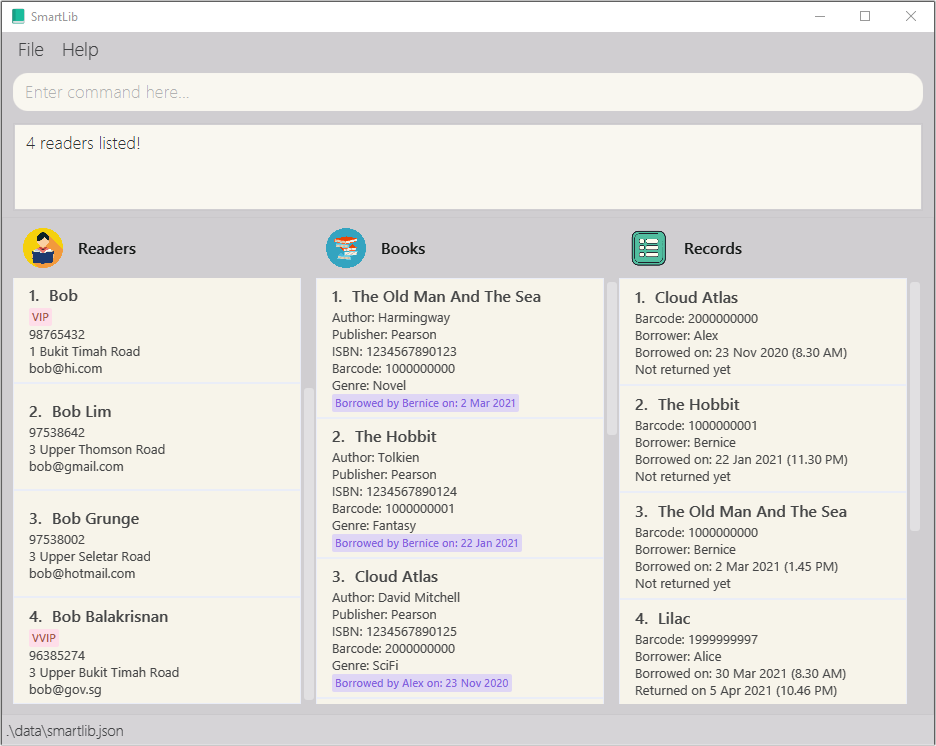 SmartLib
File Help
Enter command here...
4 readers listed!
Readers
1. Bob
VIP
98765432
1 Bukit Timah Road
bob@hi.com
2. Bob Lim
97538642
3 Upper Thomson Road
bob@gmail.com
3. Bob Grunge
97538002
3 Upper Seletar Road
bob@hotmail.com
4. Bob Balakrisnan
VVIP
96385274
3 Upper Bukit Timah Road
bob@gov.sg
Books
1. The Old Man And The Sea
Author: Harmingway
Publisher: Pearson
ISBN: 1234567890123
Barcode: 1000000000
Genre: Novel
Borrowed by Bernice on: 2 Mar 2021
2. The Hobbit
Author: Tolkien
Publisher: Pearson
ISBN: 1234567890124
Barcode: 1000000001
Genre: Fantasy
Borrowed by Bernice on: 22 Jan 2021
3. Cloud Atlas
Author: David Mitchell
Publisher: Pearson
ISBN: 1234567890125
Barcode: 2000000000
Genre: SciFi
Borrowed by Alex on: 23 Nov 2020
Records
1. Cloud Atlas
Barcode: 2000000000
Borrower: Alex
Borrowed on: 23 Nov 2020 (8.30 AM)
Not returned yet
2. The Hobbit
Barcode: 1000000001
Borrower: Bernice
Borrowed on: 22 Jan 2021 (11.30 PM)
Not returned yet
3. The Old Man And The Sea
Barcode: 1000000000
Borrower: Bernice
Borrowed on: 2 Mar 2021 (1.45 PM)
Not returned yet
4. Lilac
Barcode: 1999999997
Borrower: Alice
Borrowed on: 30 Mar 2021 (8.30 AM)
Returned on 5 Apr 2021 (10.46 PM)
.\data\smartlib.json